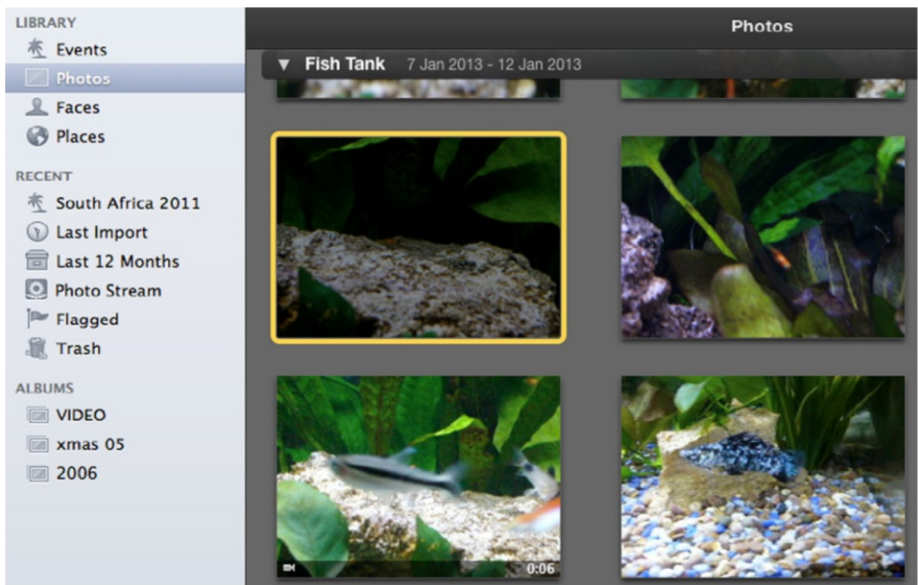 LIBRARY
Events
Photos
Faces
Places
RECENT
South Africa 2011
Last Import
Last 12 Months
Photo Stream
Flagged
Trash
ALBUMS
VIDEO
xmas 05
2006
Photos
▼ Fish Tank 7 Jan 2013 - 12 Jan 2013
0:06